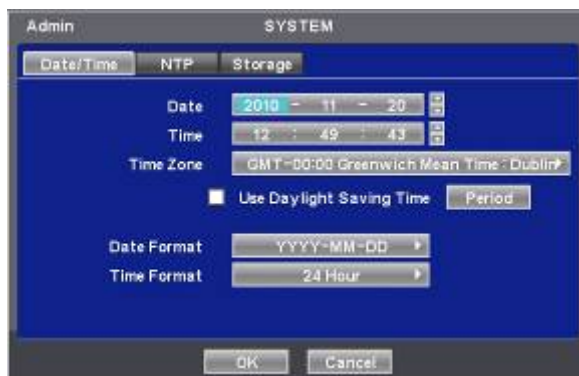 Admin SYSTEM
Date/Time NTP Storage
Date 2010 - 11 - 20
Time 12 : 49 : 43
Time Zone GMT-00:00 Greenwich Mean Time : Dublin
Use Daylight Saving Time Period
Date Format YYYY-MM-DD
Time Format 24 Hour
OK Cancel